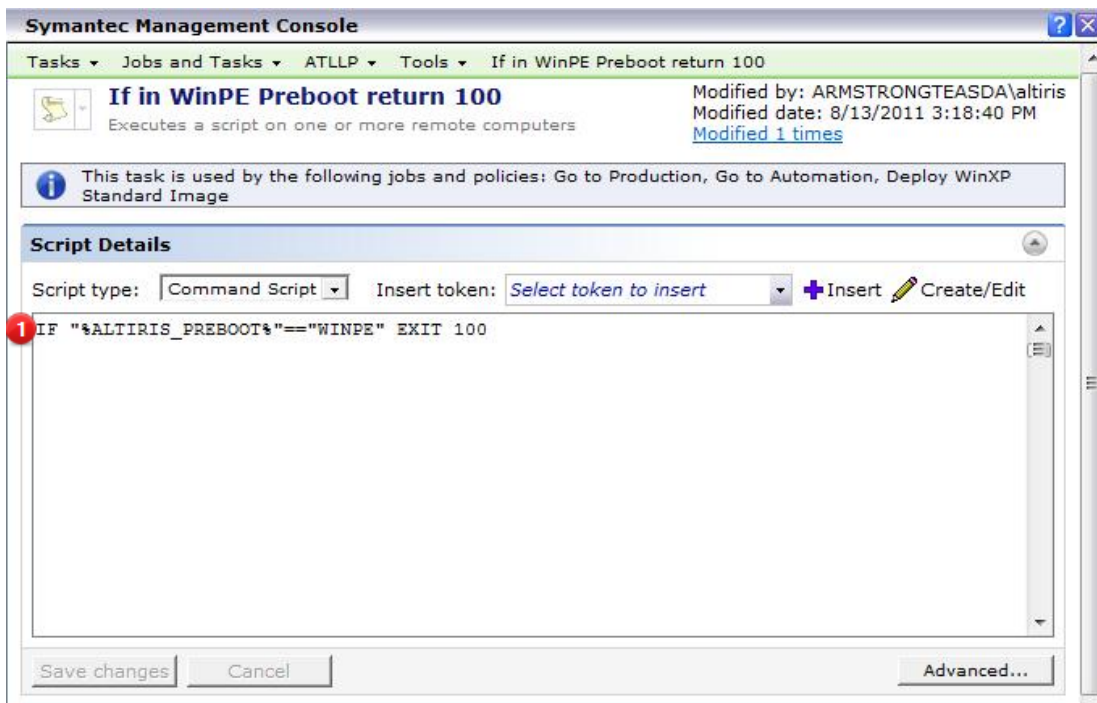 Symantec Management Console
Tasks Jobs and Tasks ATLLP Tools If in WinPE Preboot return 100
If in WinPE Preboot return 100
Executes a script on one or more remote computers
Modified by: ARMSTRONGTEASDA\altiris
Modified date: 8/13/2011 3:18:40 PM
Modified 1 times
This task is used by the following jobs and policies: Go to Production, Go to Automation, Deploy WinXP
Standard Image
Script Details
Script type: Command Script Insert token: Select token to insert Insert Create/Edit
1 IF "%ALTIRIS_PREBOOT%"=="WINPE" EXIT 100
Save changes Cancel Advanced...